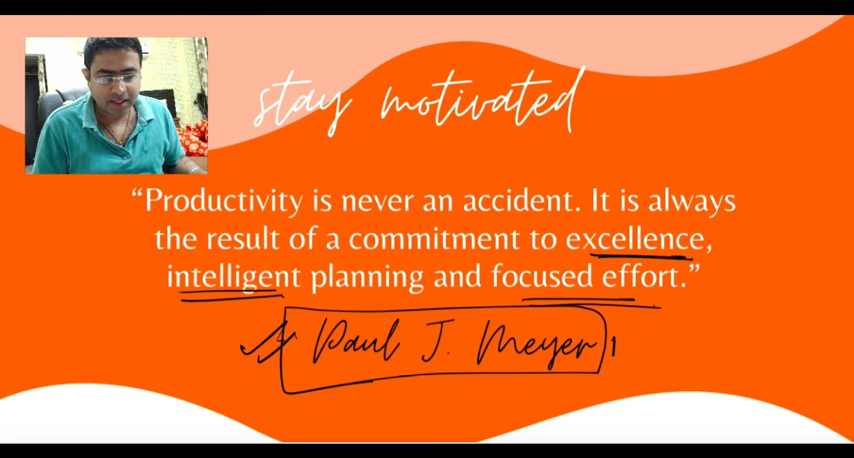 stay motivated
“Productivity is never an accident. It is always
the result of a commitment to excellence,
intelligent planning and focused effort.”
Paul J. Meyer